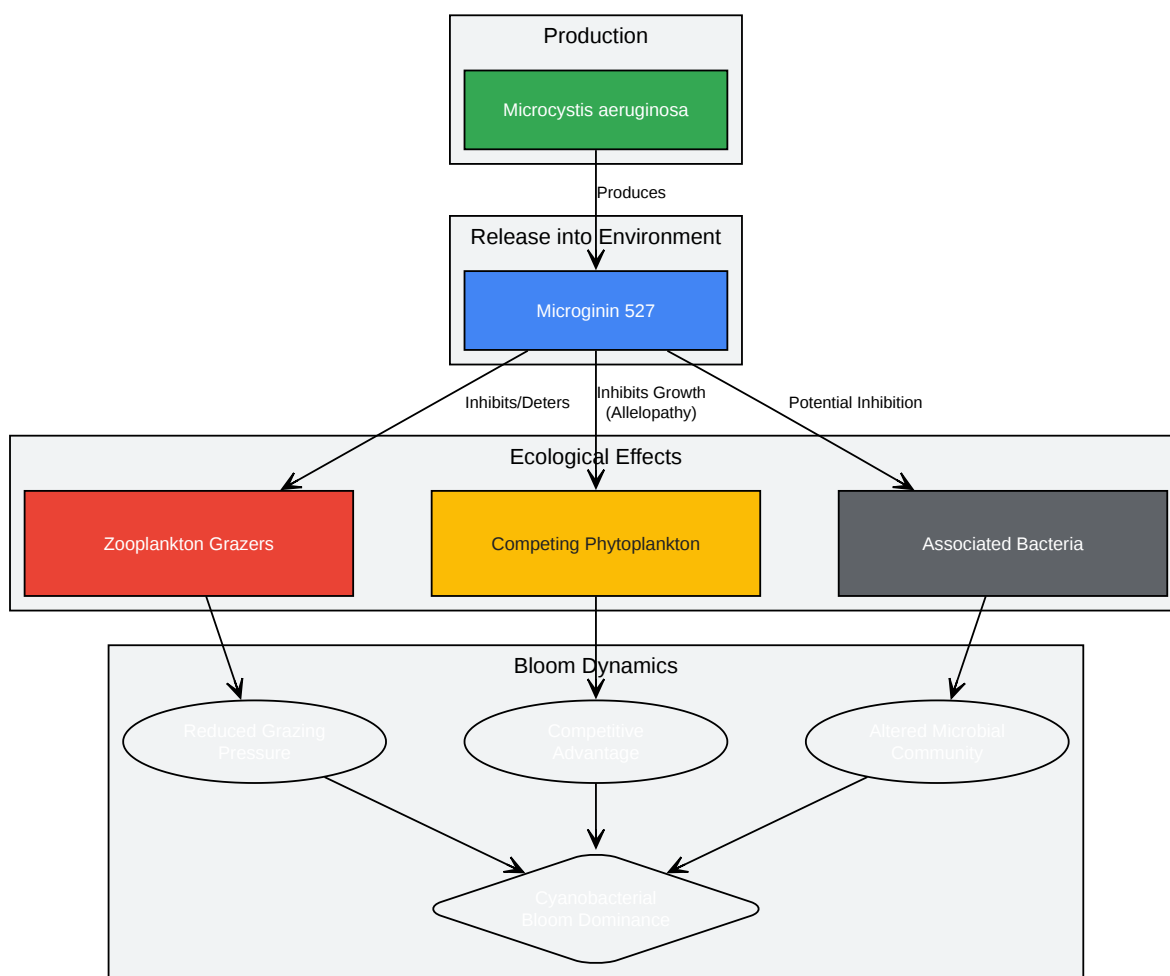 Production
Microcystis aeruginosa
Produces
Release into Environment
Microginin 527
Inhibits/Deters
Inhibits Growth
(Allelopathy)
Potential Inhibition
Ecological Effects
Zooplankton Grazers
Competing Phytoplankton
Associated Bacteria
Bloom Dynamics
Reduced Grazing
Pressure
Competitive
Advantage
Altered Microbial
Community
Cyanobacterial
Bloom Dominance